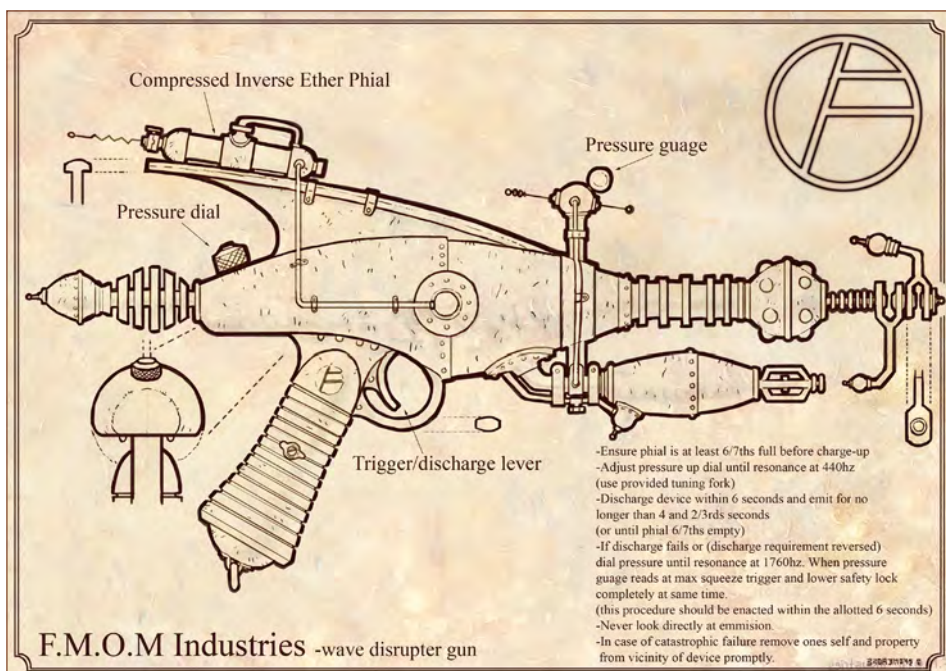 Compressed Inverse Ether Phial
Pressure guage
Pressure dial
Trigger/discharge lever
-Ensure phial is at least 6/7ths full before charge-up
-Adjust pressure up dial until resonance at 440hz
(use provided tuning fork)
-Discharge device within 6 seconds and emit for no
longer than 4 and 2/3rds seconds
(or until phial 6/7ths empty)
-If discharge fails or (discharge requirement reversed)
dial pressure until resonance at 1760hz. When pressure
guage reads at max squeeze trigger and lower safety lock
completely at same time.
(this procedure should be enacted within the allotted 6 seconds)
-Never look directly at emmision.
-In case of catastrophic failure remove ones self and property
from vicinity of device promptly.
F.M.O.M Industries -wave disrupter gun